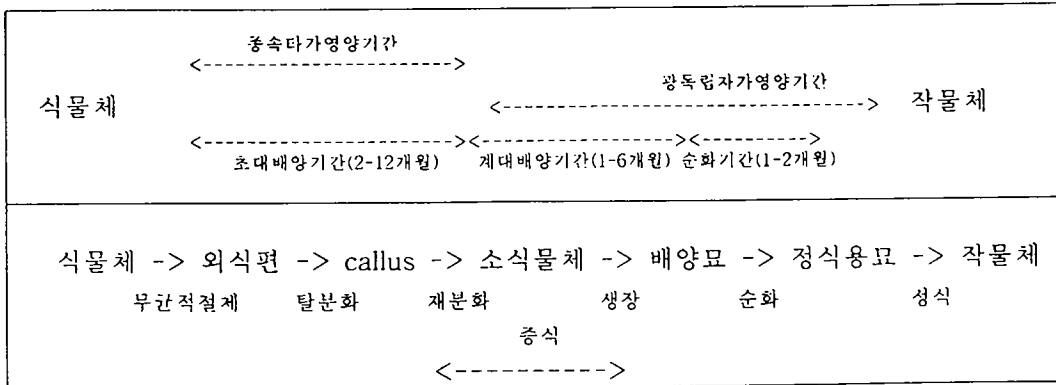 종속타가영양기간
<--------------------->
광독립자가영양기간
식물체 <----------------------------> 작물체
<---------------------><----------------><---------->
초대배양기간(2-12개월) 계대배양기간(1-6개월) 순화기간(1-2개월)
식물체 -> 외식편 -> callus -> 소식물체 -> 배양묘 -> 정식용묘 -> 작물체
무균적절제 탈분화 재분화 생장 순화 정식
증식
<---------->